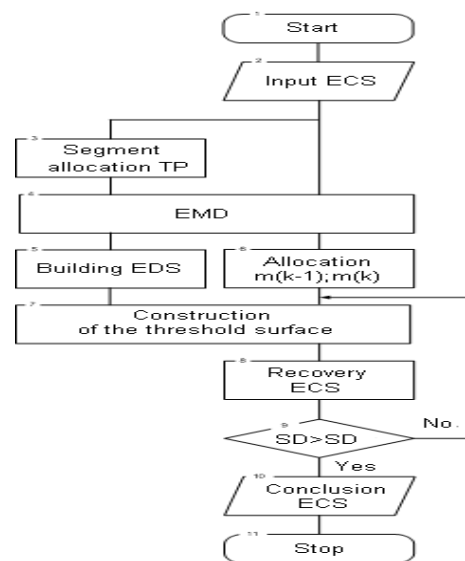 1
Start
2
Input ECS
3
Segment
allocation TP
4
EMD
5
Building EDS
6
Allocation
m(k-1);m(k)
7
Construction
of the threshold surface
8
Recovery
ECS
9
SD>SD
No.
Yes
10
Conclusion
ECS
11
Stop